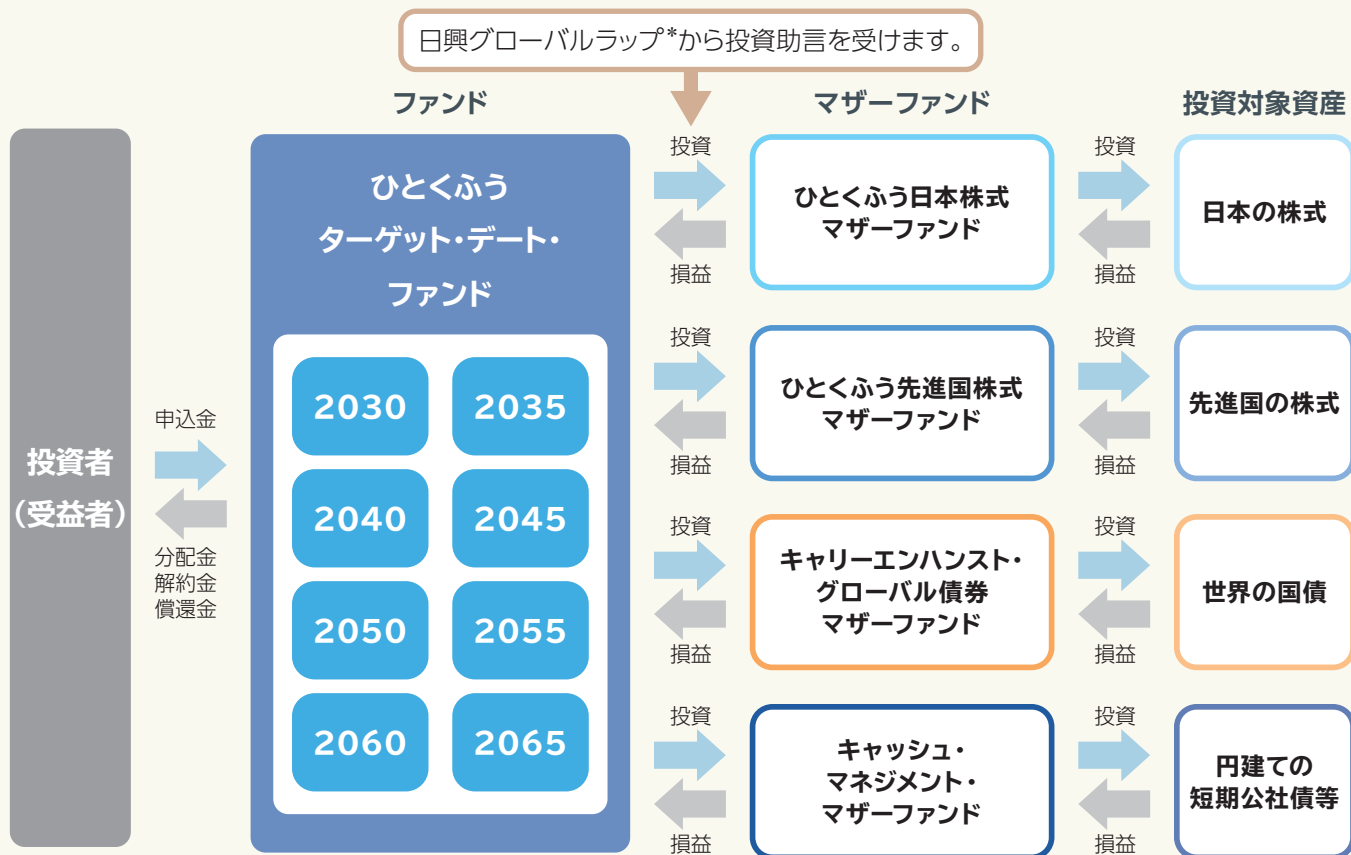 日興グローバルラップ*から投資助言を受けます。
ファンド
マザーファンド
投資対象資産
投資者
（受益者）
申込金
分配金
解約金
償還金
ひとくふう
ターゲット・デート・
ファンド
2030
2035
2040
2045
2050
2055
2060
2065
投資
損益
ひとくふう日本株式
マザーファンド
投資
損益
日本の株式
投資
損益
ひとくふう先進国株式
マザーファンド
投資
損益
先進国の株式
投資
損益
キャリーエンハンスト・
グローバル債券
マザーファンド
投資
損益
世界の国債
投資
損益
キャッシュ・
マネジメント・
マザーファンド
投資
損益
円建ての
短期公社債等